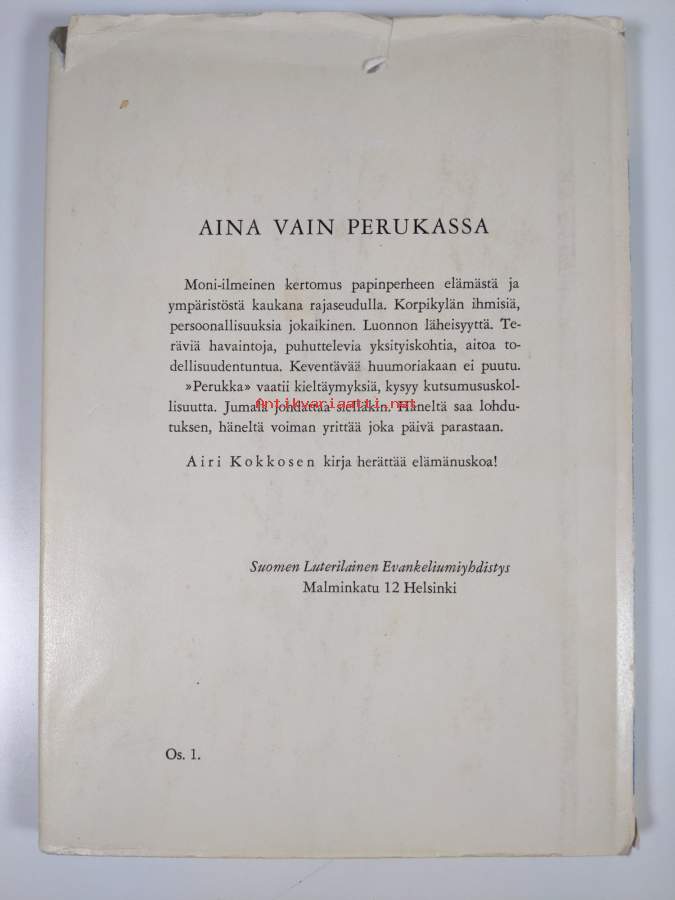 AINA VAIN PERUKASSA
Moni-ilmeinen kertomus papinperheen elämästä ja
ympäristöstä kaukana rajaseudulla. Korpikylän ihmisiä,
persoonallisuuksia jokaikinen. Luonnon läheisyyttä. Te-
räviä havaintoja, puhuttelevia yksityiskohtia, aitoa to-
dellisuudentuntua. Keventävää huumoriakaan ei puutu.
»Perukka» vaatii kieltäymyksiä, kysyy kutsumususkol-
lisuutta. Jumala johdattaa sielläkin. Häneltä saa lohdu-
antikvariaatti.net
tuksen, häneltä voiman yrittää joka päivä parastaan.
Airi Kokkosen kirja herättää elämänuskoa!
Suomen Luterilainen Evankeliumiyhdistys
Malminkatu 12 Helsinki
Os. 1.